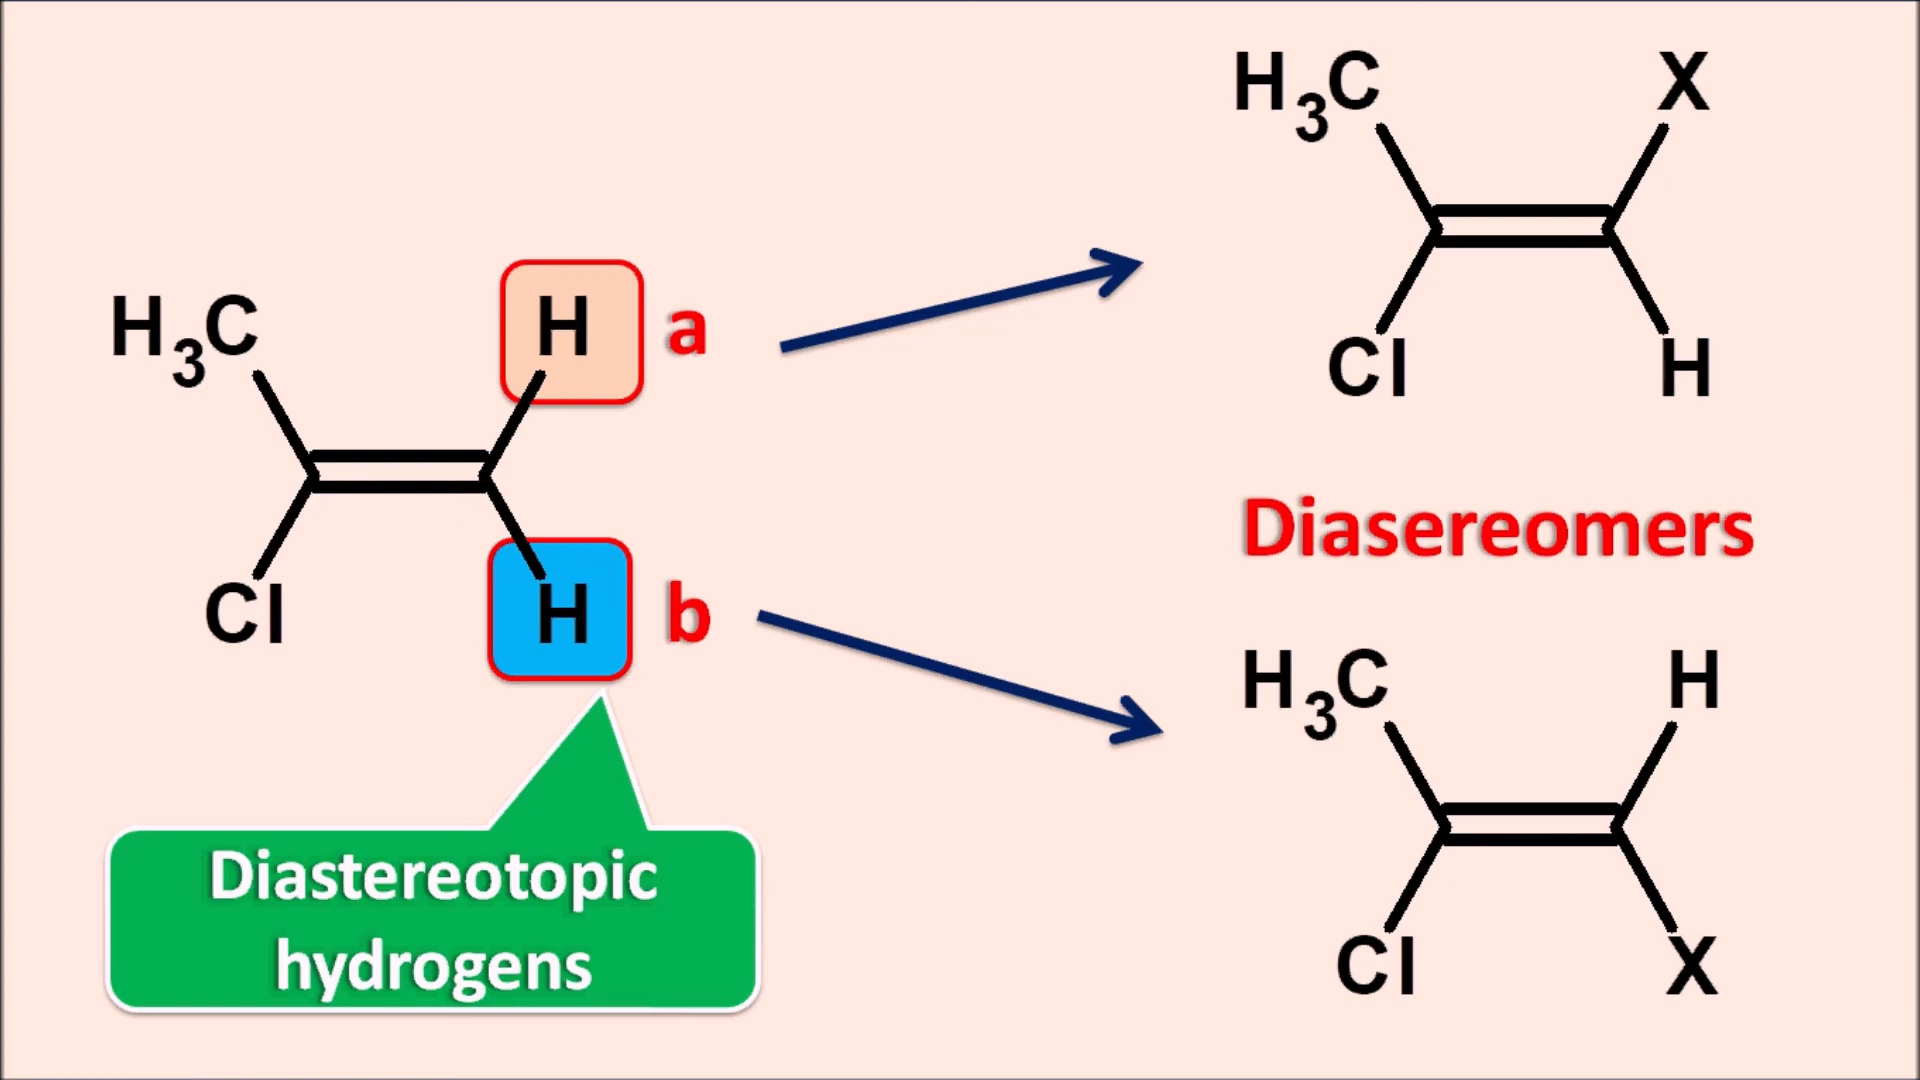 H3C X
Cl H
H3C H a
Cl H b
Diasereomers
H3C H
Cl X
Diastereotopic
hydrogens